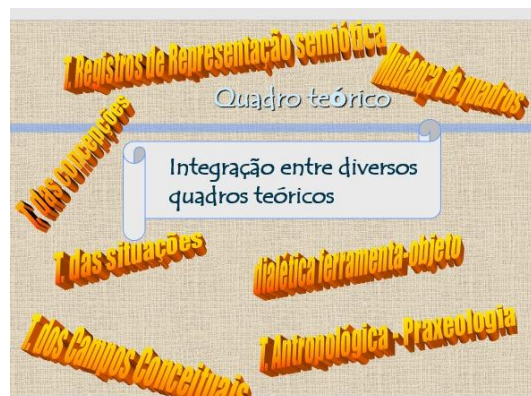 T. Registros de Representação semiótica
Mudança de quadros
Quadro teórico
T. das concepções
Integração entre diversos
quadros teóricos
T. das situações
dialética ferramenta-objeto
T. dos Campos Conceituais
T. Antropológica - Praxeologia